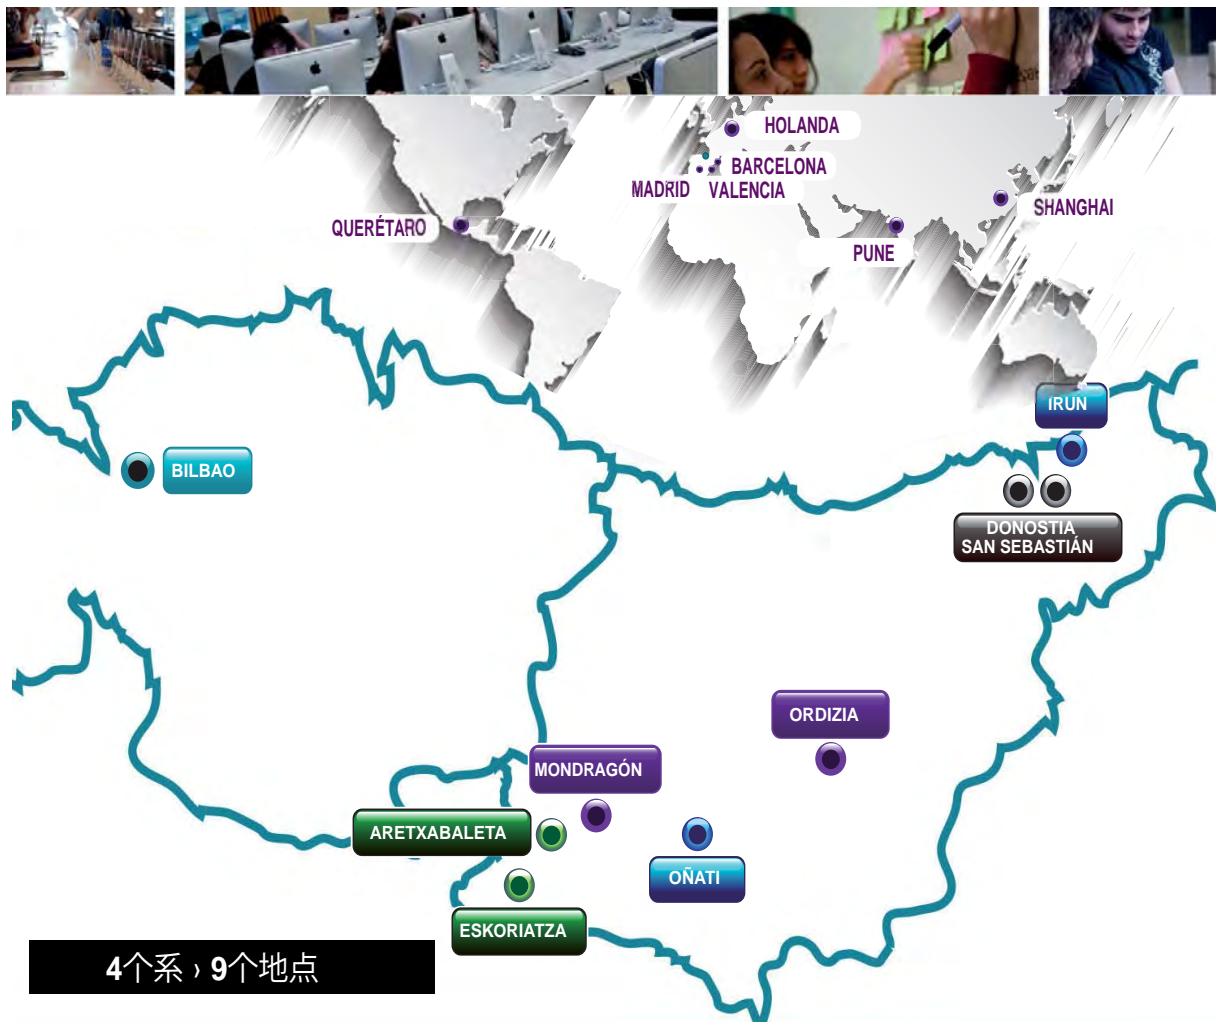 HOLANDA
BARCELONA
MADRID
VALENCIA
QUERÉTARO
SHANGHAI
PUNE
IRUN
BILBAO
DONOSTIA
SAN SEBASTIÁN
ORDIZIA
MONDRAGÓN
ARETXABALETA
OÑATI
ESKORIATZA
4个系 › 9个地点